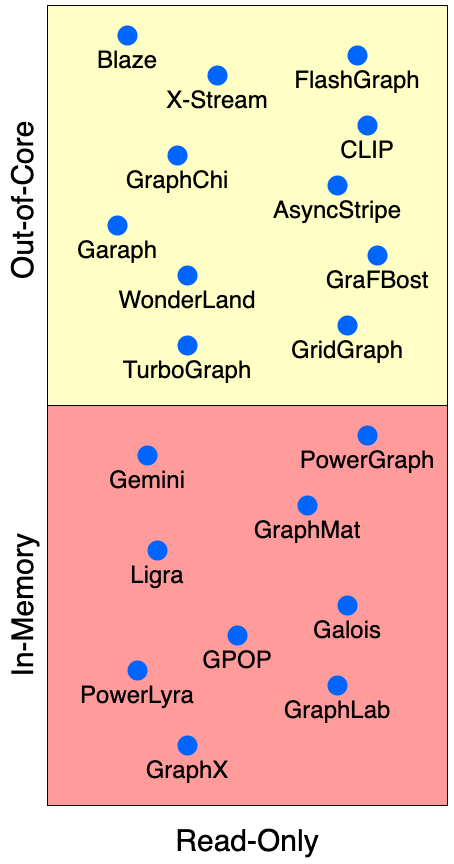 Blaze
FlashGraph
X-Stream
CLIP
GraphChi
AsyncStripe
Garaph
GraFBost
WonderLand
GridGraph
TurboGraph
Out-of-Core
PowerGraph
Gemini
GraphMat
Ligra
Galois
GPOP
PowerLyra
GraphLab
GraphX
In-Memory
Read-Only